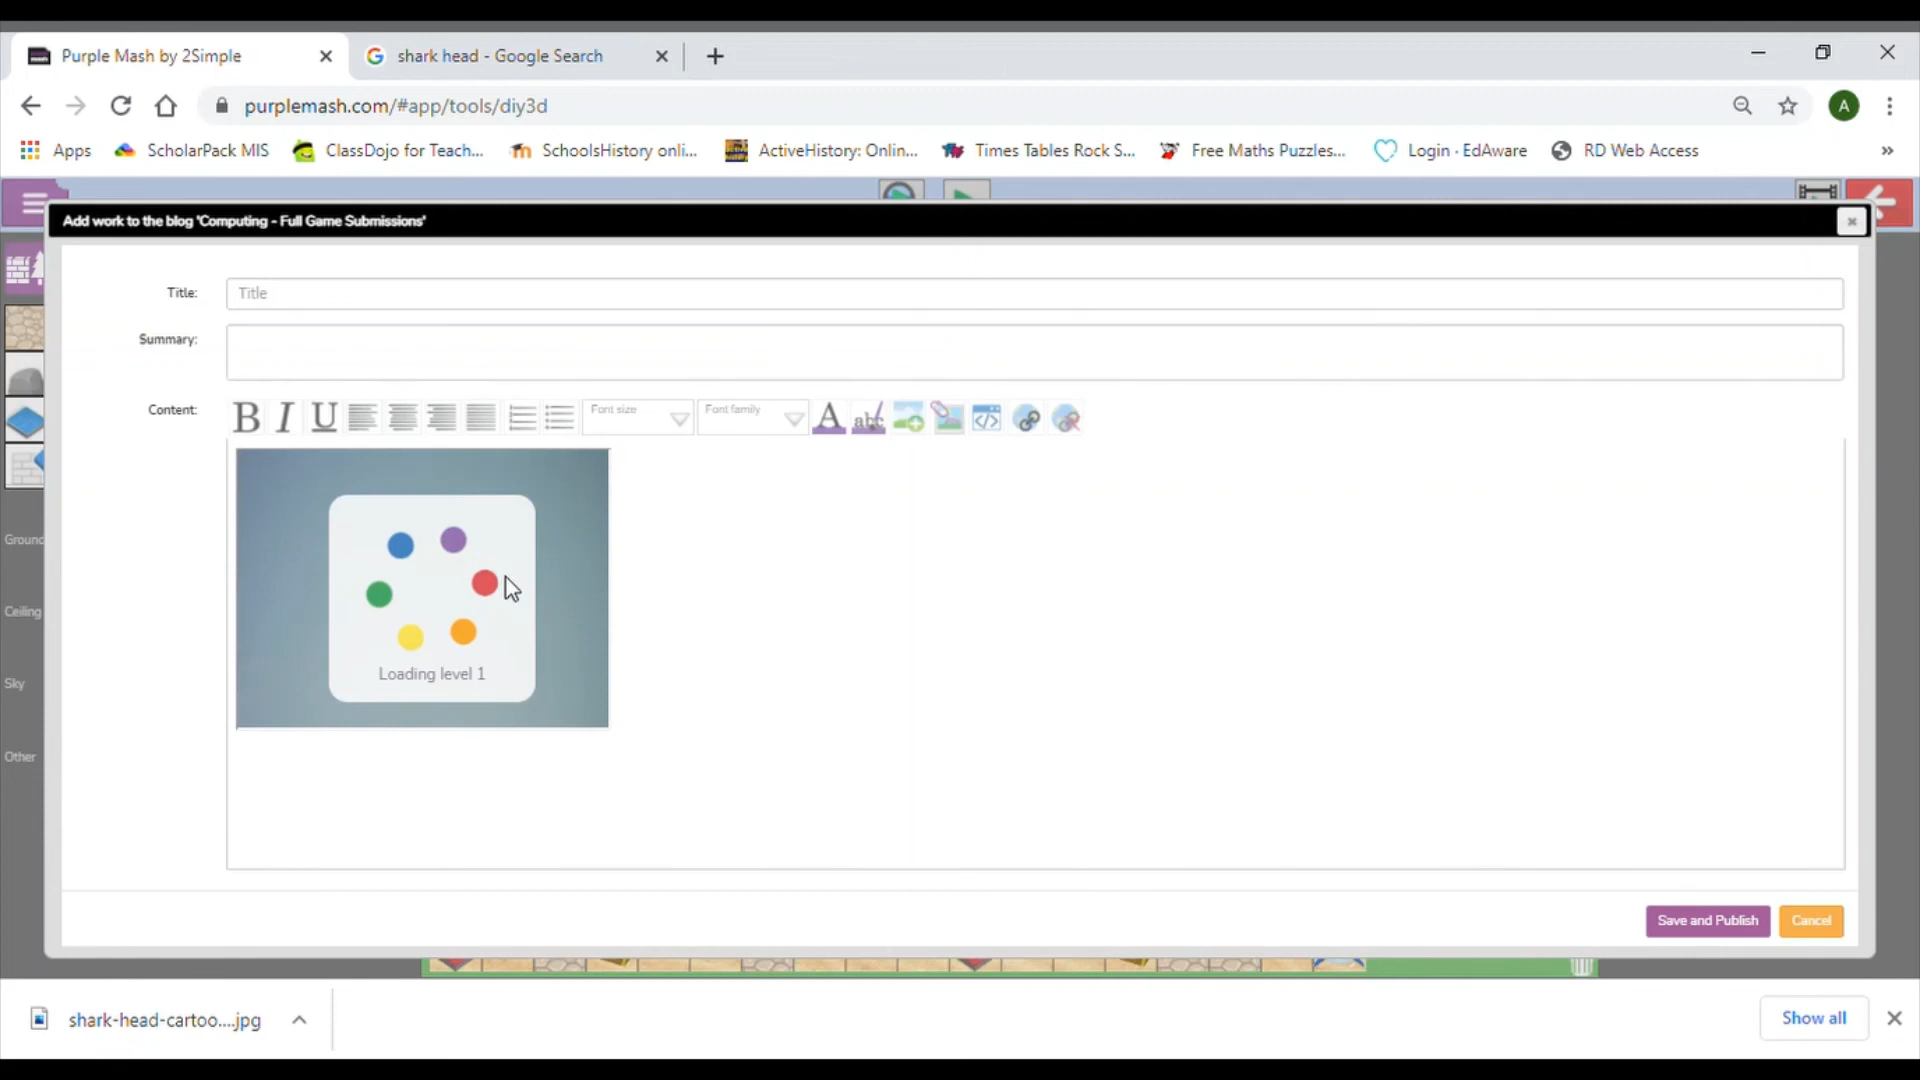 Purple Mash by 2Simple
shark head - Google Search
purplemash.com/#app/tools/diy3d
A
Apps
ScholarPack MIS
ClassDojo for Teach...
SchoolsHistory onli...
ActiveHistory: Onlin...
Times Tables Rock S...
Free Maths Puzzles...
Login · EdAware
RD Web Access
»
Add work to the blog 'Computing - Full Game Submissions'
Title:
Title
Summary:
Content:
B I U
Font size
Font family
A
abc
Loading level 1
Ground
Ceiling
Sky
Other
Save and Publish
Cancel
shark-head-cartoo....jpg
Show all